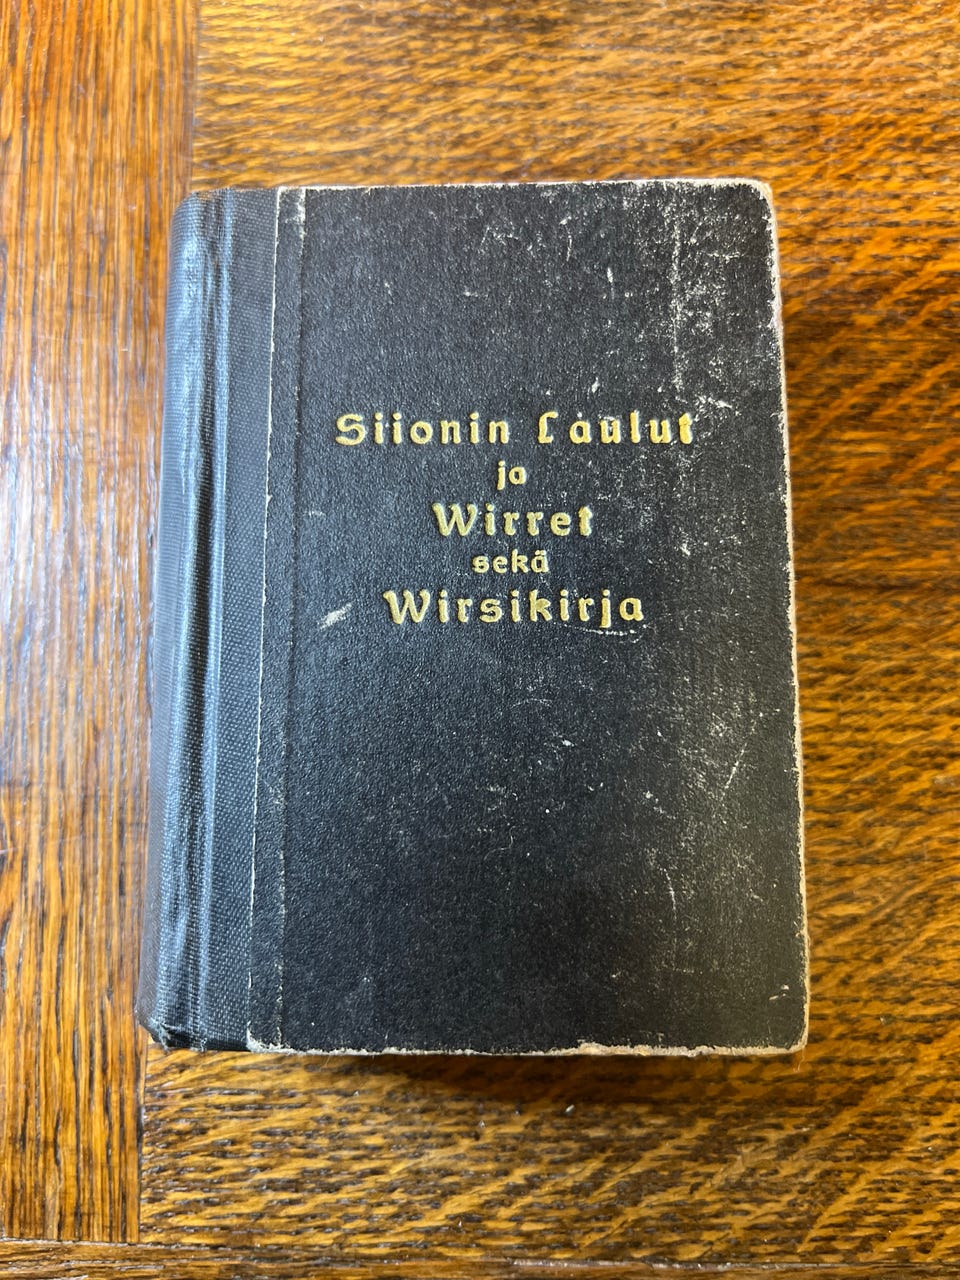 Siionin Laulut
ja
Wirret
sekä
Wirsikirja